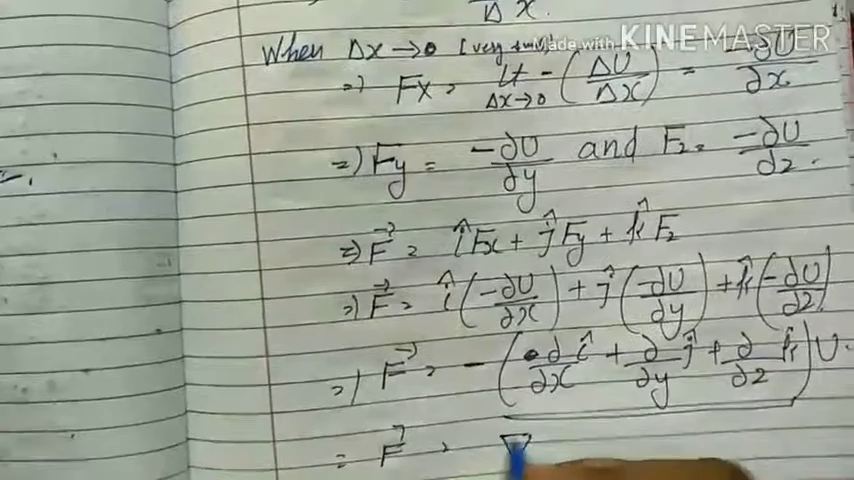 Δx.
When Δx → 0 [very
Made with KINEMASTER
=) Fx = Lt Δx→0 - (ΔU/Δx) = -∂U/∂x
=) Fy = -∂U/∂y and Fz = -∂U/∂z.
=) F⃗ = îFx + ĵFy + k̂Fz
=) F⃗ = î(-∂U/∂x) + ĵ(-∂U/∂y) + k̂(-∂U/∂z)
=) F⃗ = -(∂/∂x î + ∂/∂y ĵ + ∂/∂z k̂)U.
= F⃗ =